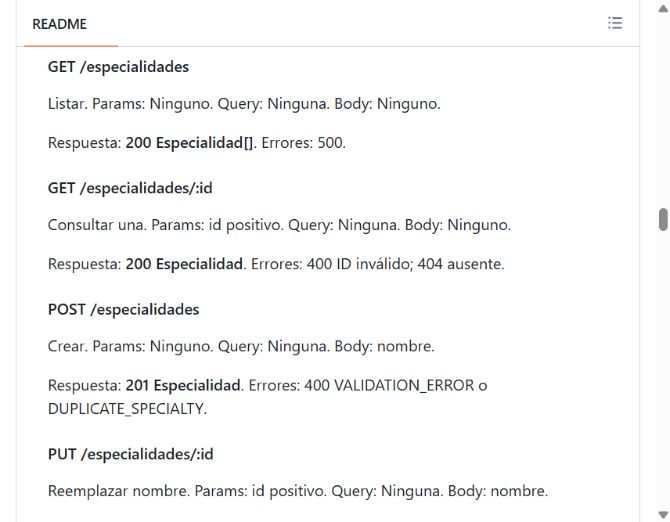 README
GET /especialidades
Listar. Params: Ninguno. Query: Ninguna. Body: Ninguno.
Respuesta: 200 Especialidad[]. Errores: 500.
GET /especialidades/:id
Consultar una. Params: id positivo. Query: Ninguna. Body: Ninguno.
Respuesta: 200 Especialidad. Errores: 400 ID inválido; 404 ausente.
POST /especialidades
Crear. Params: Ninguno. Query: Ninguna. Body: nombre.
Respuesta: 201 Especialidad. Errores: 400 VALIDATION_ERROR o
DUPLICATE_SPECIALTY.
PUT /especialidades/:id
Reemplazar nombre. Params: id positivo. Query: Ninguna. Body: nombre.